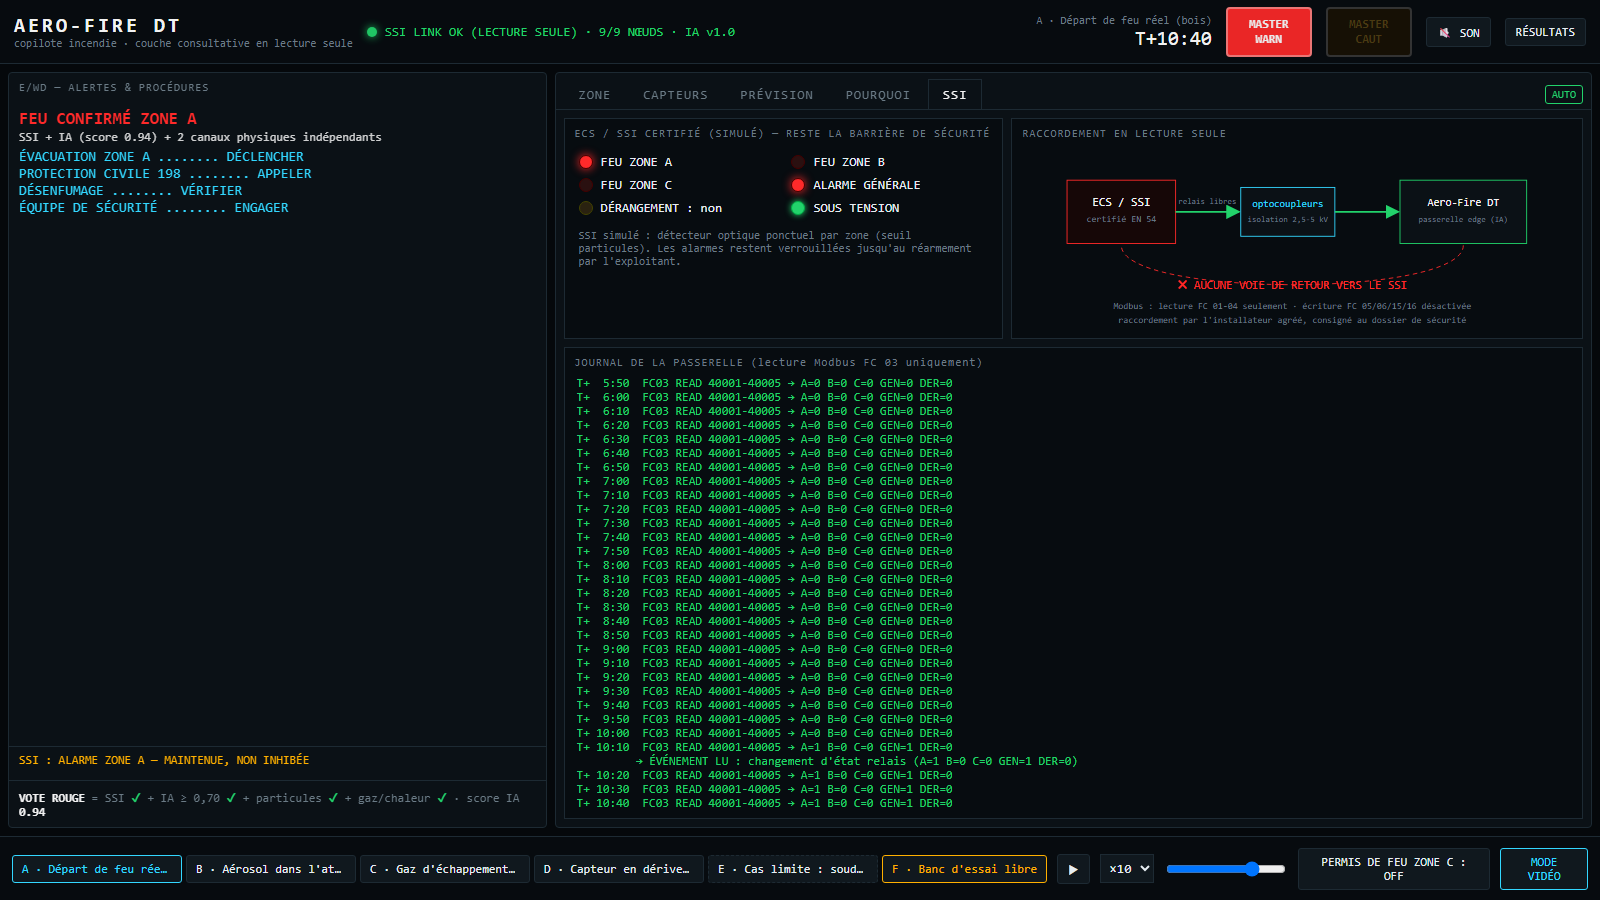 AERO-FIRE DT
copilote incendie · couche consultative en lecture seule
SSI LINK OK (LECTURE SEULE) · 9/9 NŒUDS · IA v1.0
A · Départ de feu réel (bois)
T+10:40
MASTER
WARN
MASTER
CAUT
SON
RÉSULTATS
E/WD — ALERTES & PROCÉDURES
FEU CONFIRMÉ ZONE A
SSI + IA (score 0.94) + 2 canaux physiques indépendants
ÉVACUATION ZONE A ........ DÉCLENCHER
PROTECTION CIVILE 198 ........ APPELER
DÉSENFUMAGE ........ VÉRIFIER
ÉQUIPE DE SÉCURITÉ ........ ENGAGER
SSI : ALARME ZONE A — MAINTENUE, NON INHIBÉE
VOTE ROUGE = SSI ✓ + IA ≥ 0,70 ✓ + particules ✓ + gaz/chaleur ✓ · score IA
0.94
ZONE
CAPTEURS
PRÉVISION
POURQUOI
SSI
AUTO
ECS / SSI CERTIFIÉ (SIMULÉ) — RESTE LA BARRIÈRE DE SÉCURITÉ
FEU ZONE A
FEU ZONE B
FEU ZONE C
ALARME GÉNÉRALE
DÉRANGEMENT : non
SOUS TENSION
SSI simulé : détecteur optique ponctuel par zone (seuil
particules). Les alarmes restent verrouillées jusqu'au réarmement
par l'exploitant.
RACCORDEMENT EN LECTURE SEULE
ECS / SSI
certifié EN 54
relais libres
optocoupleurs
isolation 2,5-5 kV
Aero-Fire DT
passerelle edge (IA)
✕ AUCUNE VOIE DE RETOUR VERS LE SSI
Modbus : lecture FC 01-04 seulement · écriture FC 05/06/15/16 désactivée
raccordement par l'installateur agréé, consigné au dossier de sécurité
JOURNAL DE LA PASSERELLE (lecture Modbus FC 03 uniquement)
T+  5:50  FC03 READ 40001-40005 → A=0 B=0 C=0 GEN=0 DER=0
T+  6:00  FC03 READ 40001-40005 → A=0 B=0 C=0 GEN=0 DER=0
T+  6:10  FC03 READ 40001-40005 → A=0 B=0 C=0 GEN=0 DER=0
T+  6:20  FC03 READ 40001-40005 → A=0 B=0 C=0 GEN=0 DER=0
T+  6:30  FC03 READ 40001-40005 → A=0 B=0 C=0 GEN=0 DER=0
T+  6:40  FC03 READ 40001-40005 → A=0 B=0 C=0 GEN=0 DER=0
T+  6:50  FC03 READ 40001-40005 → A=0 B=0 C=0 GEN=0 DER=0
T+  7:00  FC03 READ 40001-40005 → A=0 B=0 C=0 GEN=0 DER=0
T+  7:10  FC03 READ 40001-40005 → A=0 B=0 C=0 GEN=0 DER=0
T+  7:20  FC03 READ 40001-40005 → A=0 B=0 C=0 GEN=0 DER=0
T+  7:30  FC03 READ 40001-40005 → A=0 B=0 C=0 GEN=0 DER=0
T+  7:40  FC03 READ 40001-40005 → A=0 B=0 C=0 GEN=0 DER=0
T+  7:50  FC03 READ 40001-40005 → A=0 B=0 C=0 GEN=0 DER=0
T+  8:00  FC03 READ 40001-40005 → A=0 B=0 C=0 GEN=0 DER=0
T+  8:10  FC03 READ 40001-40005 → A=0 B=0 C=0 GEN=0 DER=0
T+  8:20  FC03 READ 40001-40005 → A=0 B=0 C=0 GEN=0 DER=0
T+  8:30  FC03 READ 40001-40005 → A=0 B=0 C=0 GEN=0 DER=0
T+  8:40  FC03 READ 40001-40005 → A=0 B=0 C=0 GEN=0 DER=0
T+  8:50  FC03 READ 40001-40005 → A=0 B=0 C=0 GEN=0 DER=0
T+  9:00  FC03 READ 40001-40005 → A=0 B=0 C=0 GEN=0 DER=0
T+  9:10  FC03 READ 40001-40005 → A=0 B=0 C=0 GEN=0 DER=0
T+  9:20  FC03 READ 40001-40005 → A=0 B=0 C=0 GEN=0 DER=0
T+  9:30  FC03 READ 40001-40005 → A=0 B=0 C=0 GEN=0 DER=0
T+  9:40  FC03 READ 40001-40005 → A=0 B=0 C=0 GEN=0 DER=0
T+  9:50  FC03 READ 40001-40005 → A=0 B=0 C=0 GEN=0 DER=0
T+ 10:00  FC03 READ 40001-40005 → A=0 B=0 C=0 GEN=0 DER=0
T+ 10:10  FC03 READ 40001-40005 → A=1 B=0 C=0 GEN=1 DER=0
→ ÉVÉNEMENT LU : changement d'état relais (A=1 B=0 C=0 GEN=1 DER=0)
T+ 10:20  FC03 READ 40001-40005 → A=1 B=0 C=0 GEN=1 DER=0
T+ 10:30  FC03 READ 40001-40005 → A=1 B=0 C=0 GEN=1 DER=0
T+ 10:40  FC03 READ 40001-40005 → A=1 B=0 C=0 GEN=1 DER=0
A · Départ de feu rée…
B · Aérosol dans l'at…
C · Gaz d'échappement…
D · Capteur en dérive…
E · Cas limite : soud…
F · Banc d'essai libre
x10
PERMIS DE FEU ZONE C :
OFF
MODE
VIDÉO